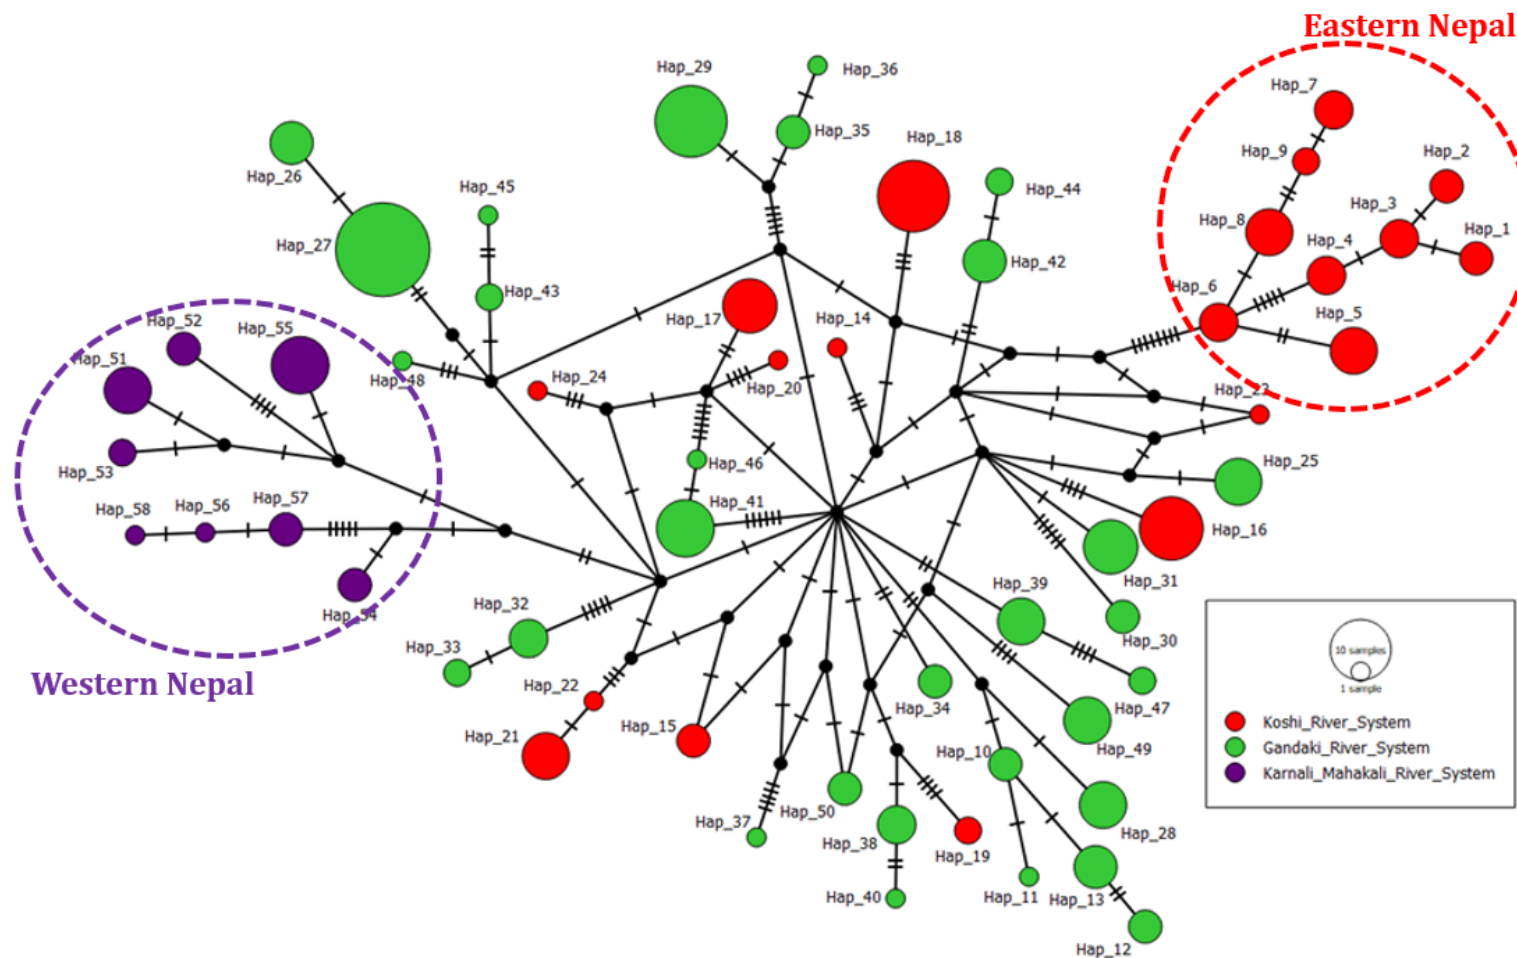 Eastern Nepal
Hap_36
Hap_29
Hap_7
Hap_35
Hap_18
Hap_9
Hap_2
Hap_26
Hap_45
Hap_44
Hap_3
Hap_8
Hap_1
Hap_27
Hap_4
Hap_42
Hap_43
Hap_6
Hap_52
Hap_55
Hap_17
Hap_14
Hap_5
Hap_51
Hap_48
Hap_24
Hap_20
Hap_23
Hap_46
Hap_25
Hap_53
Hap_41
Hap_58
Hap_56
Hap_57
Hap_16
Hap_31
Hap_39
Hap_32
Hap_54
Hap_30
Hap_33
Western Nepal
Hap_22
Hap_34
Hap_47
Hap_15
Hap_21
Hap_49
Hap_10
Hap_37
Hap_50
Hap_28
Hap_38
Hap_19
Hap_40
Hap_11
Hap_13
Hap_12
10 samples
1 sample
Koshi_River_System
Gandaki_River_System
Karnali_Mahakali_River_System